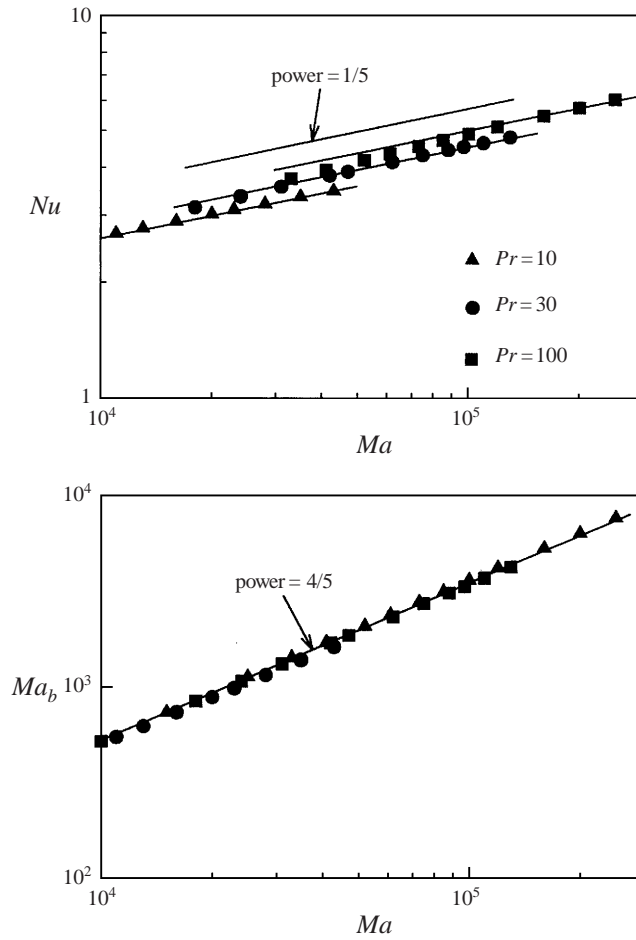 10
power = 1/5
Nu
Pr = 10
Pr = 30
Pr = 100
1
10⁴
10⁵
Ma
10⁴
power = 4/5
Ma_b
10³
10²
10⁴
10⁵
Ma